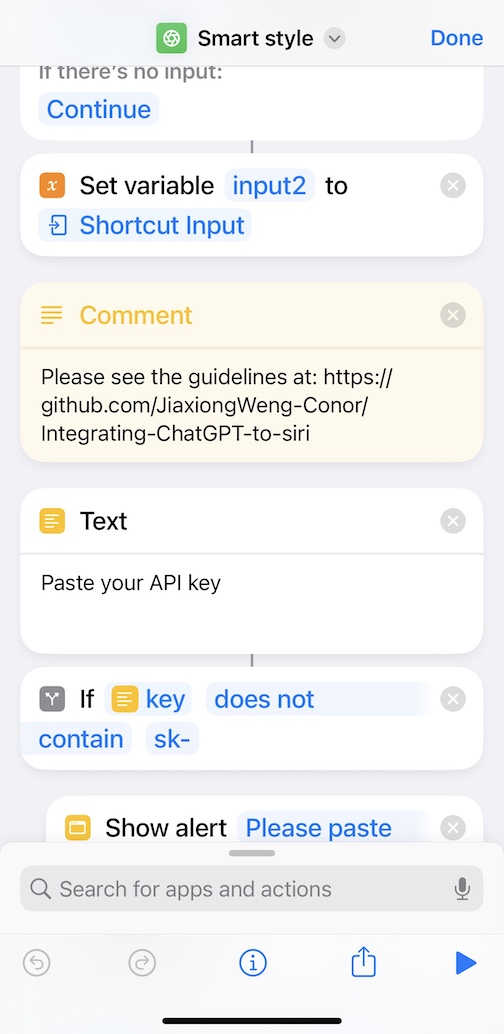 Smart style
Done
If there's no input:
Continue
Set variable input2 to
Shortcut Input
Comment
Please see the guidelines at: https://
github.com/JiaxiongWeng-Conor/
Integrating-ChatGPT-to-siri
Text
Paste your API key
If key does not
contain sk-
Show alert Please paste
Search for apps and actions